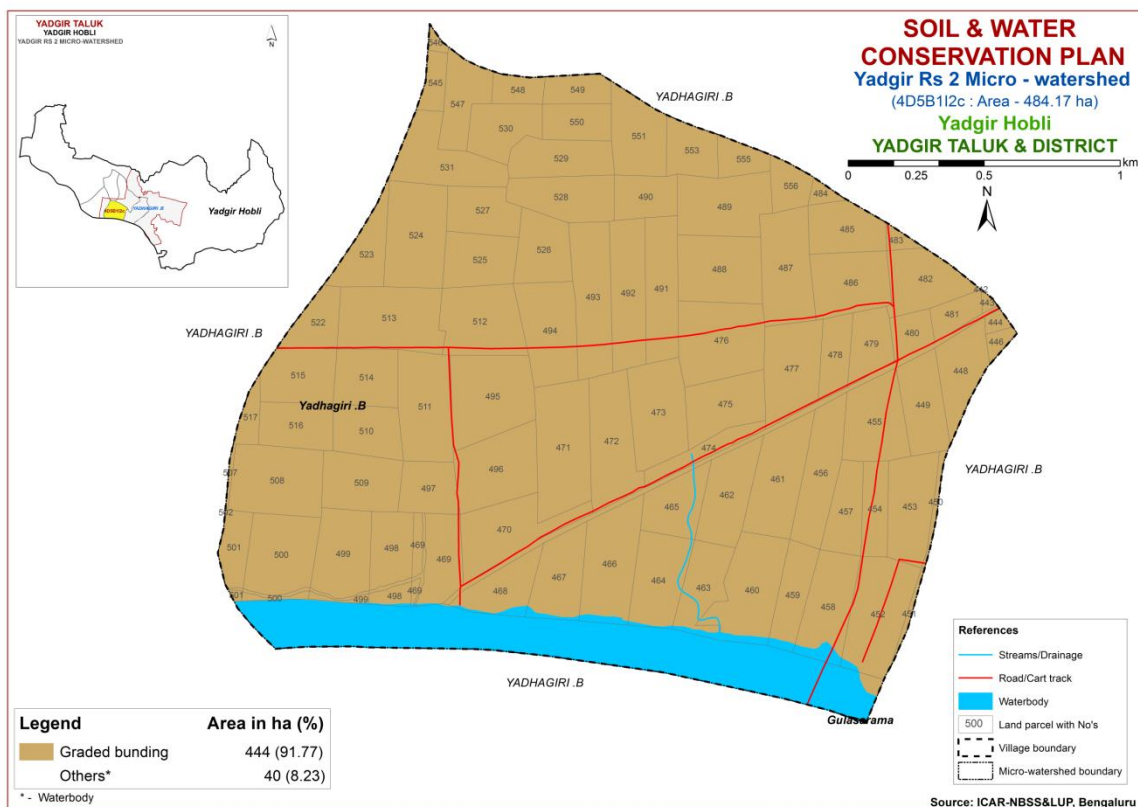 YADGIR TALUK
YADGIR HOBLI
YADGIR RS 2 MICRO-WATERSHED
N
4D5B1I2c
YADHAGIRI .B
Yadgir Hobli
SOIL & WATER
CONSERVATION PLAN
Yadgir Rs 2 Micro - watershed
(4D5B1I2c : Area - 484.17 ha)
Yadgir Hobli
YADGIR TALUK & DISTRICT
km
0 0.25 0.5 1
N
546
545
547 548 549
YADHAGIRI .B
530 550 551
553 555
531 529
556 484
528 490
527 489
485
524 526 483
523 525 488 487
486 482
493 492 491
442
443
522 513 512 494
481 444
YADHAGIRI .B
476 479 480 446
478
515 514 477 448
495
517 Yadhagiri .B 511 475 449
516 510 473 455
472 474
471
507 496 461 456 YADHAGIRI .B
508 509 497 462
465 457 454 453 450
502
470
501 500 499 498 469 469
466
467 464 463 460
501 500 499 498 469 468 459 458 452 451
YADHAGIRI .B
Gulasarama
Legend Area in ha (%)
Graded bunding 444 (91.77)
Others* 40 (8.23)
* - Waterbody
References
Streams/Drainage
Road/Cart track
Waterbody
500 Land parcel with No's
Village boundary
Micro-watershed boundary
Source: ICAR-NBSS&LUP, Bengaluru